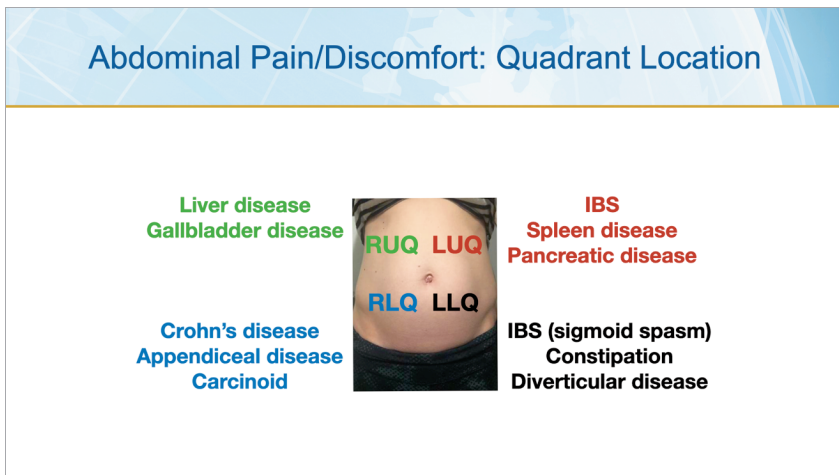 Abdominal Pain/Discomfort: Quadrant Location
Liver disease
Gallbladder disease
RUQ LUQ
IBS
Spleen disease
Pancreatic disease
Crohn's disease
Appendiceal disease
Carcinoid
RLQ LLQ
IBS (sigmoid spasm)
Constipation
Diverticular disease